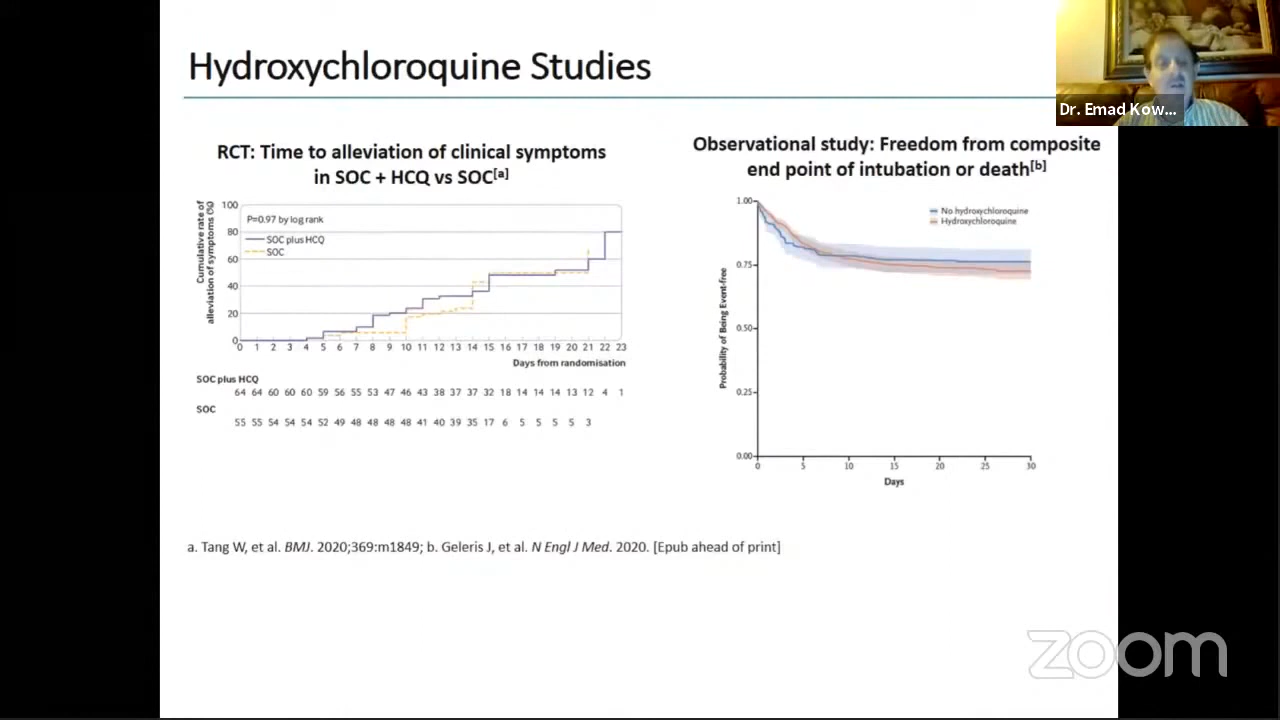 Hydroxychloroquine Studies
Dr. Emad Kow...
RCT: Time to alleviation of clinical symptoms
in SOC + HCQ vs SOC[a]
Cumulative rate of
alleviation of symptoms (%)
100
80
60
40
20
0
P=0.97 by log rank
SOC plus HCQ
SOC
0 1 2 3 4 5 6 7 8 9 10 11 12 13 14 15 16 17 18 19 20 21 22 23
Days from randomisation
SOC plus HCQ
64 64 60 60 60 59 56 55 53 47 46 43 38 37 37 32 18 14 14 14 13 12 4 1
SOC
55 55 54 54 54 52 49 48 48 48 48 41 40 39 35 17 6 5 5 5 5 3
Observational study: Freedom from composite
end point of intubation or death[b]
Probability of Being Event-free
1.00
0.75
0.50
0.25
0.00
No hydroxychloroquine
Hydroxychloroquine
0 5 10 15 20 25 30
Days
a. Tang W, et al. BMJ. 2020;369:m1849; b. Geleris J, et al. N Engl J Med. 2020. [Epub ahead of print]
zoom